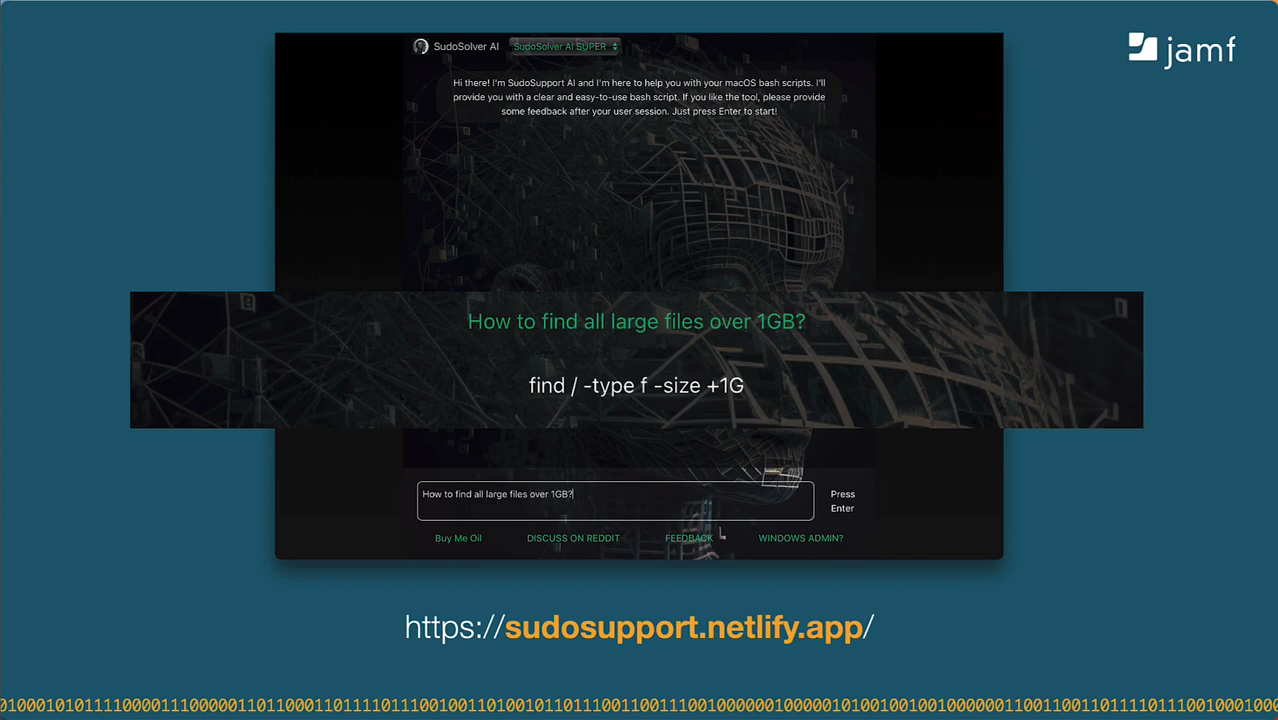 SudoSolver AI SudoSolver AI SUPER
jamf
Hi there! I'm SudoSupport AI and I'm here to help you with your macOS bash scripts. I'll
provide you with a clear and easy-to-use bash script. If you like the tool, please provide
some feedback after your user session. Just press Enter to start!
How to find all large files over 1GB?
find / -type f -size +1G
How to find all large files over 1GB?
Press
Enter
Buy Me Oil DISCUSS ON REDDIT FEEDBACK WINDOWS ADMIN?
https://sudosupport.netlify.app/